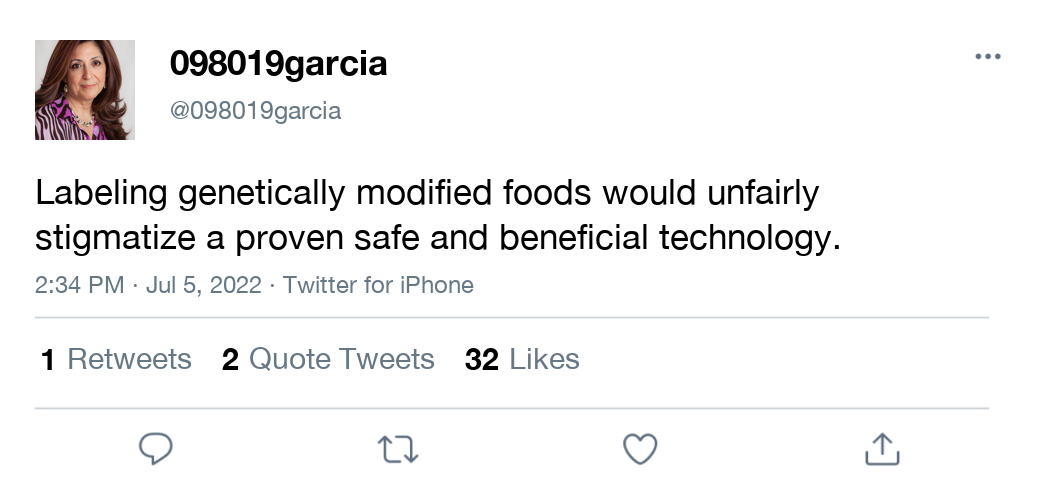 098019garcia
@098019garcia
Labeling genetically modified foods would unfairly
stigmatize a proven safe and beneficial technology.
2:34 PM · Jul 5, 2022 · Twitter for iPhone
1 Retweets 2 Quote Tweets 32 Likes